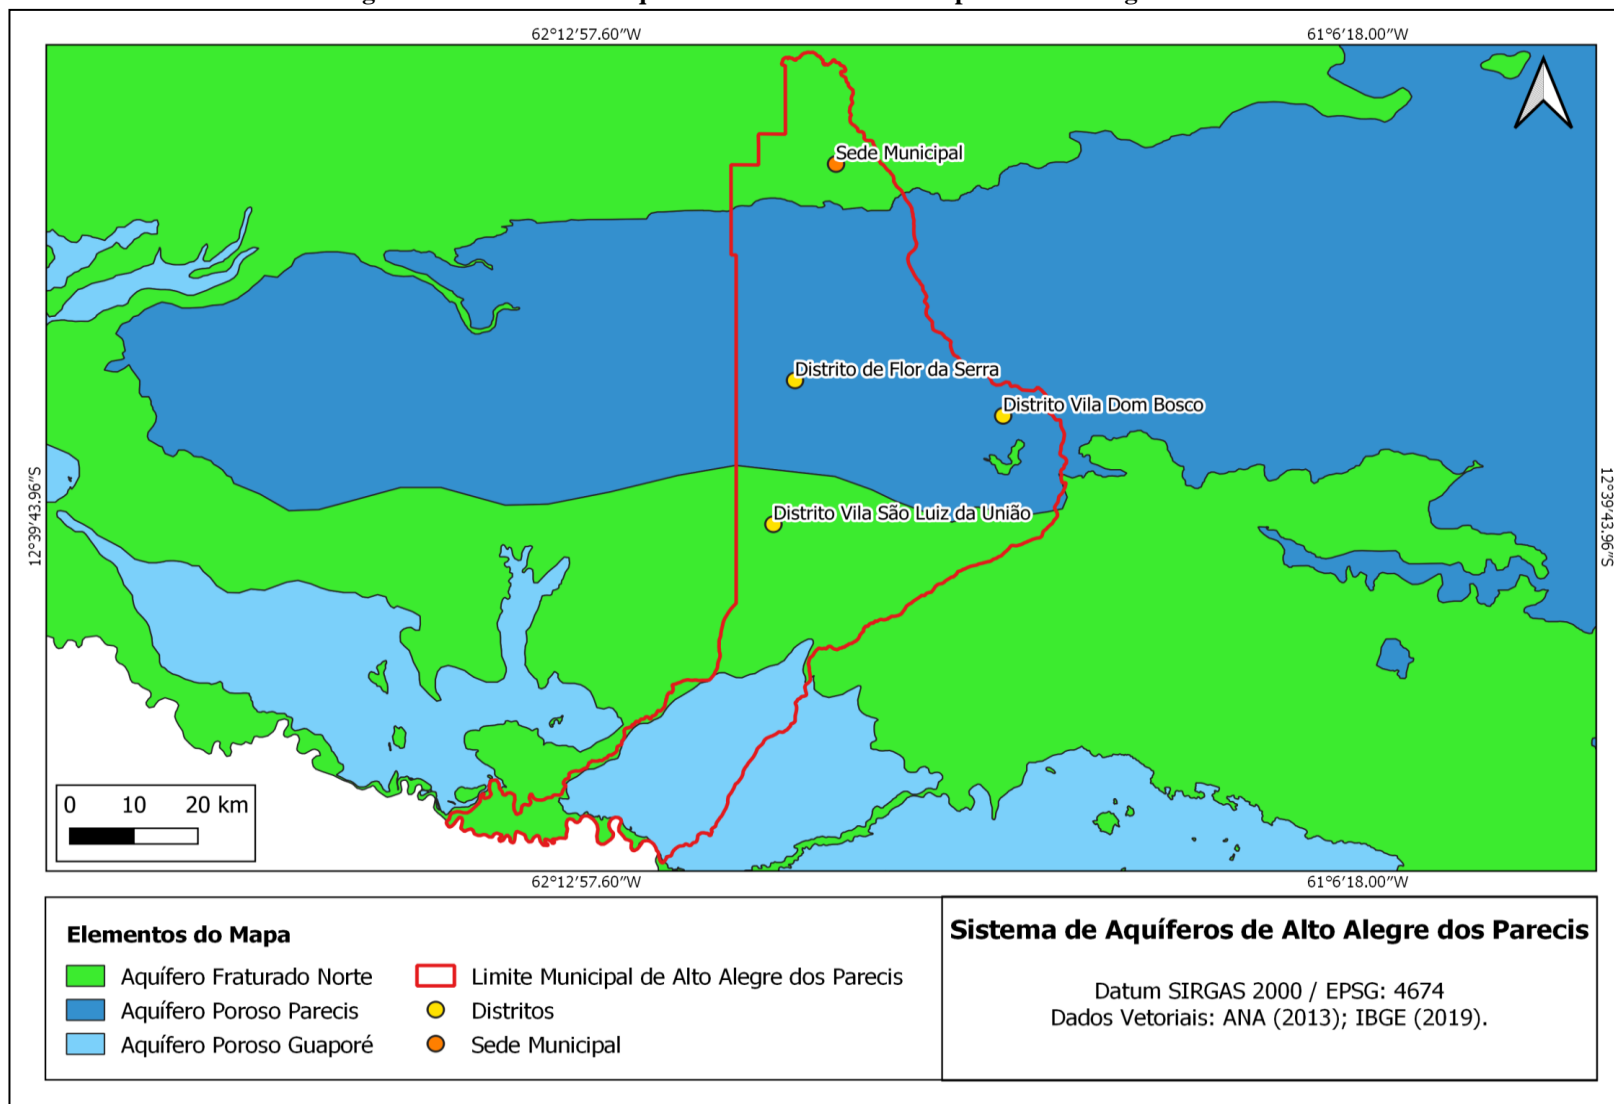 62°12′57.60″W
61°6′18.00″W
Sede Municipal
Distrito de Flor da Serra
Distrito Vila Dom Bosco
Distrito Vila São Luiz da União
12°39′43.96″S
12°39′43.96″S
0 10 20 km
62°12′57.60″W
61°6′18.00″W
Elementos do Mapa
Aquífero Fraturado Norte
Aquífero Poroso Parecis
Aquífero Poroso Guaporé
Limite Municipal de Alto Alegre dos Parecis
Distritos
Sede Municipal
Sistema de Aquíferos de Alto Alegre dos Parecis
Datum SIRGAS 2000 / EPSG: 4674
Dados Vetoriais: ANA (2013); IBGE (2019).